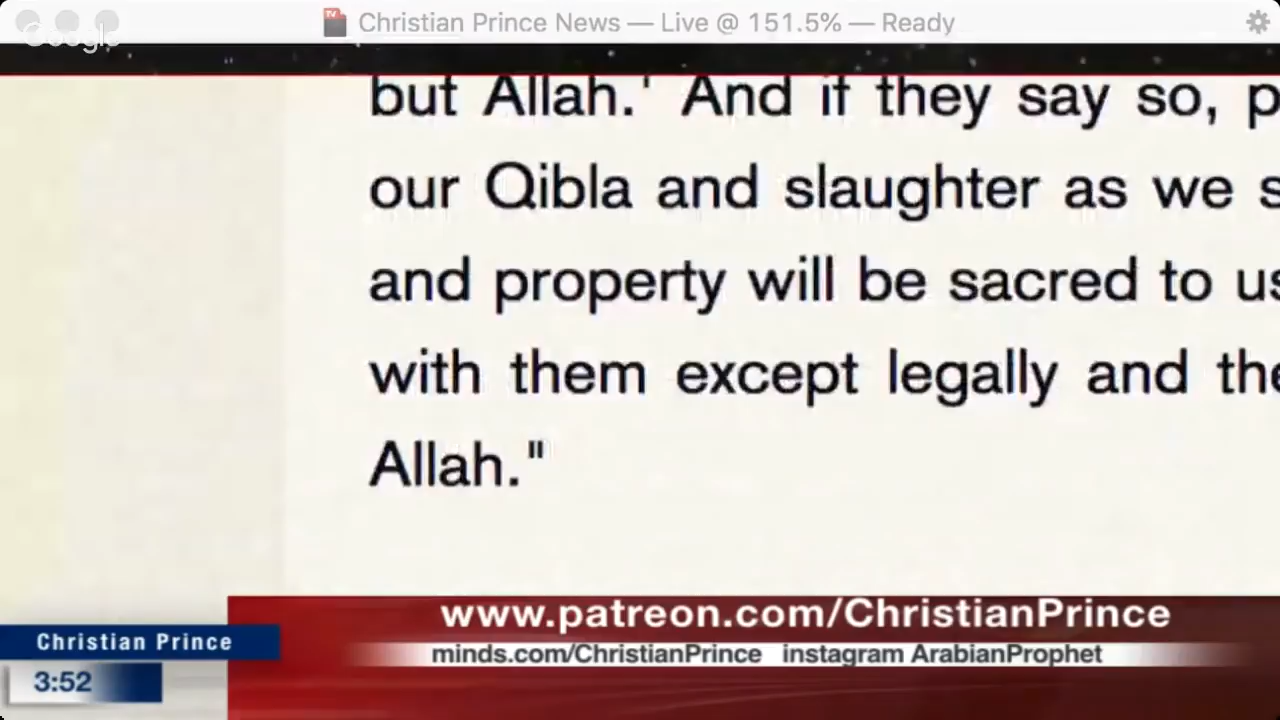 Christian Prince News — Live @ 151.5% — Ready
Google
but Allah.' And if they say so, p
our Qibla and slaughter as we s
and property will be sacred to us
with them except legally and the
Allah."
www.patreon.com/ChristianPrince
Christian Prince
minds.com/ChristianPrince instagram ArabianProphet
3:52